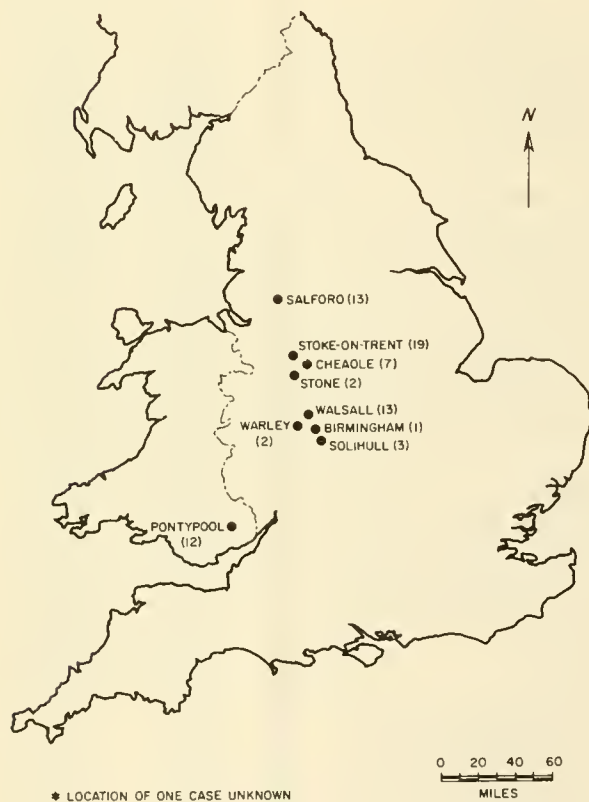 N
SALFORO (13)
STOKE-ON-TRENT (19)
CHEAOLE (7)
STONE (2)
WALSALL (13)
WARLEY
(2)
BIRMINGHAM (1)
SOLIHULL (3)
PONTYPOOL
(12)
0 20 40 60
MILES
* LOCATION OF ONE CASE UNKNOWN